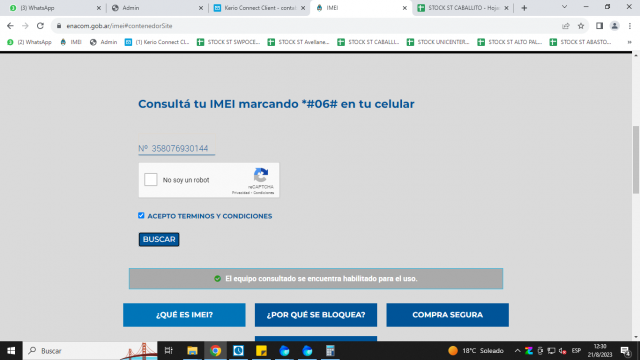 (3) WhatsApp
Admin
Kerio Connect Client - contab
IMEI
STOCK ST CABALLITO - Hoja
enacom.gob.ar/imei#contenedorSite
(2) WhatsApp
IMEI
Admin
(1) Kerio Connect Cl...
STOCK ST SWPOCE...
STOCK ST Avellane...
STOCK ST CABALLI...
STOCK UNICENTER...
STOCK ST ALTO PAL...
STOCK ST ABASTO...
Consultá tu IMEI marcando *#06# en tu celular
Nº 358076930144
No soy un robot
reCAPTCHA
Privacidad - Condiciones
ACEPTO TERMINOS Y CONDICIONES
BUSCAR
El equipo consultado se encuentra habilitado para el uso.
¿QUÉ ES IMEI?
¿POR QUÉ SE BLOQUEA?
COMPRA SEGURA
Buscar
18°C Soleado
ESP
12:30
21/8/2023